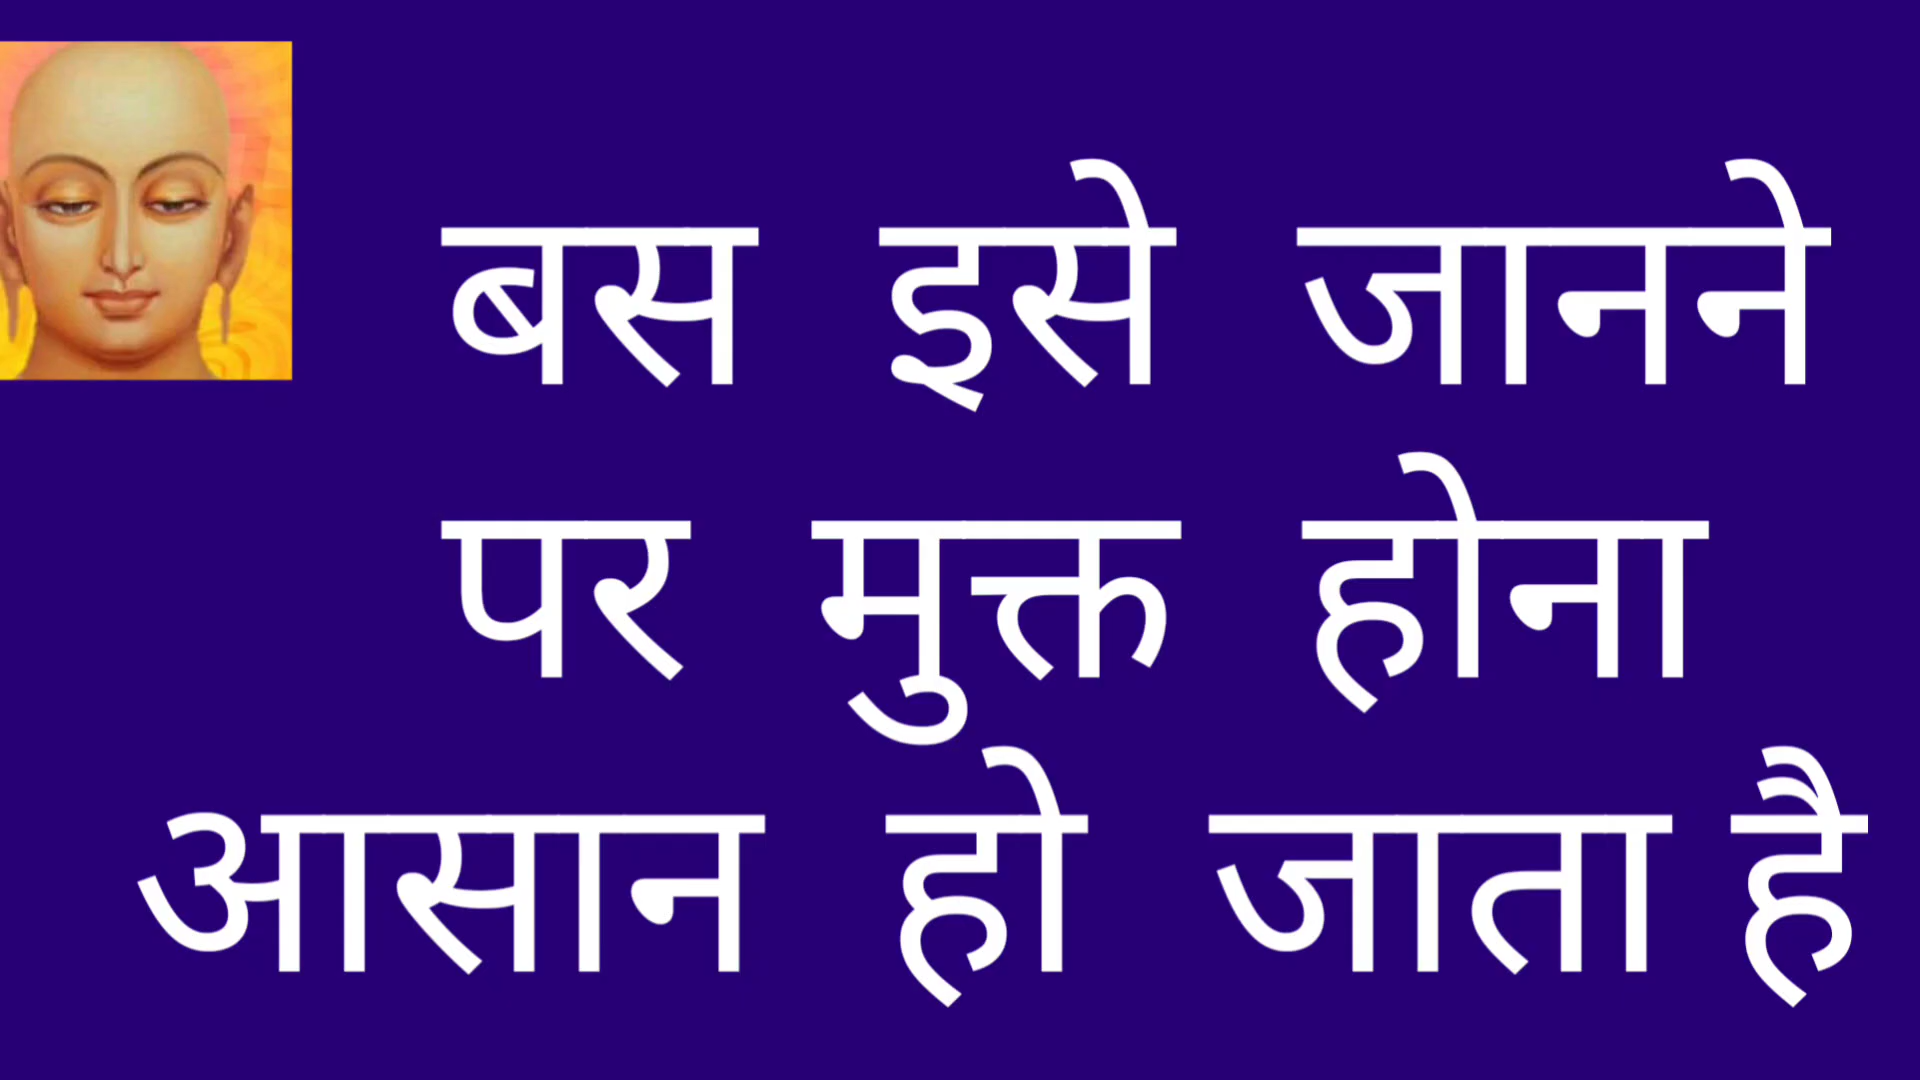 बस इसे जानने
पर मुक्त होना
आसान हो जाता है